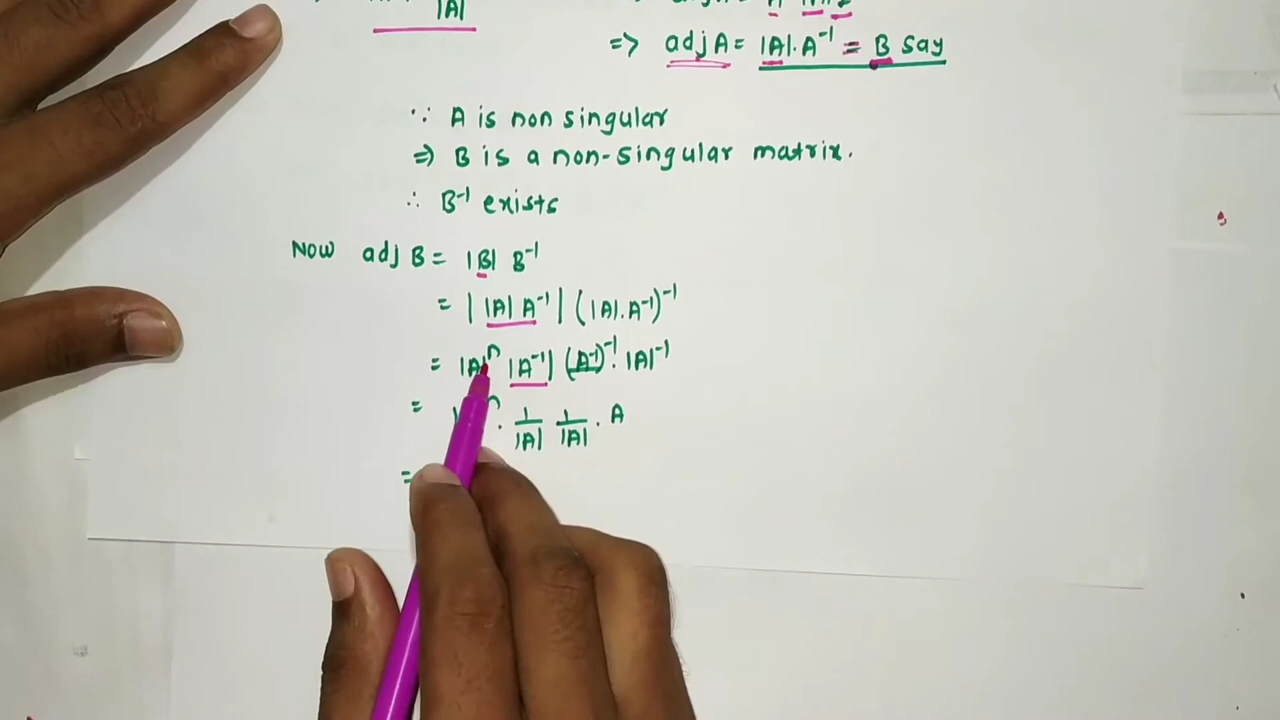 |A|
⇒ adj A = |A|. A⁻¹ = B say
∵ A is non singular
⇒ B is a non-singular matrix.
∴ B⁻¹ exists
Now adj B = |B| B⁻¹
= | |A| A⁻¹ | (|A|. A⁻¹)⁻¹
= |A|ⁿ |A⁻¹| (A⁻¹)⁻¹. |A|⁻¹
= ⁿ. 1/|A| 1/|A| . A
=